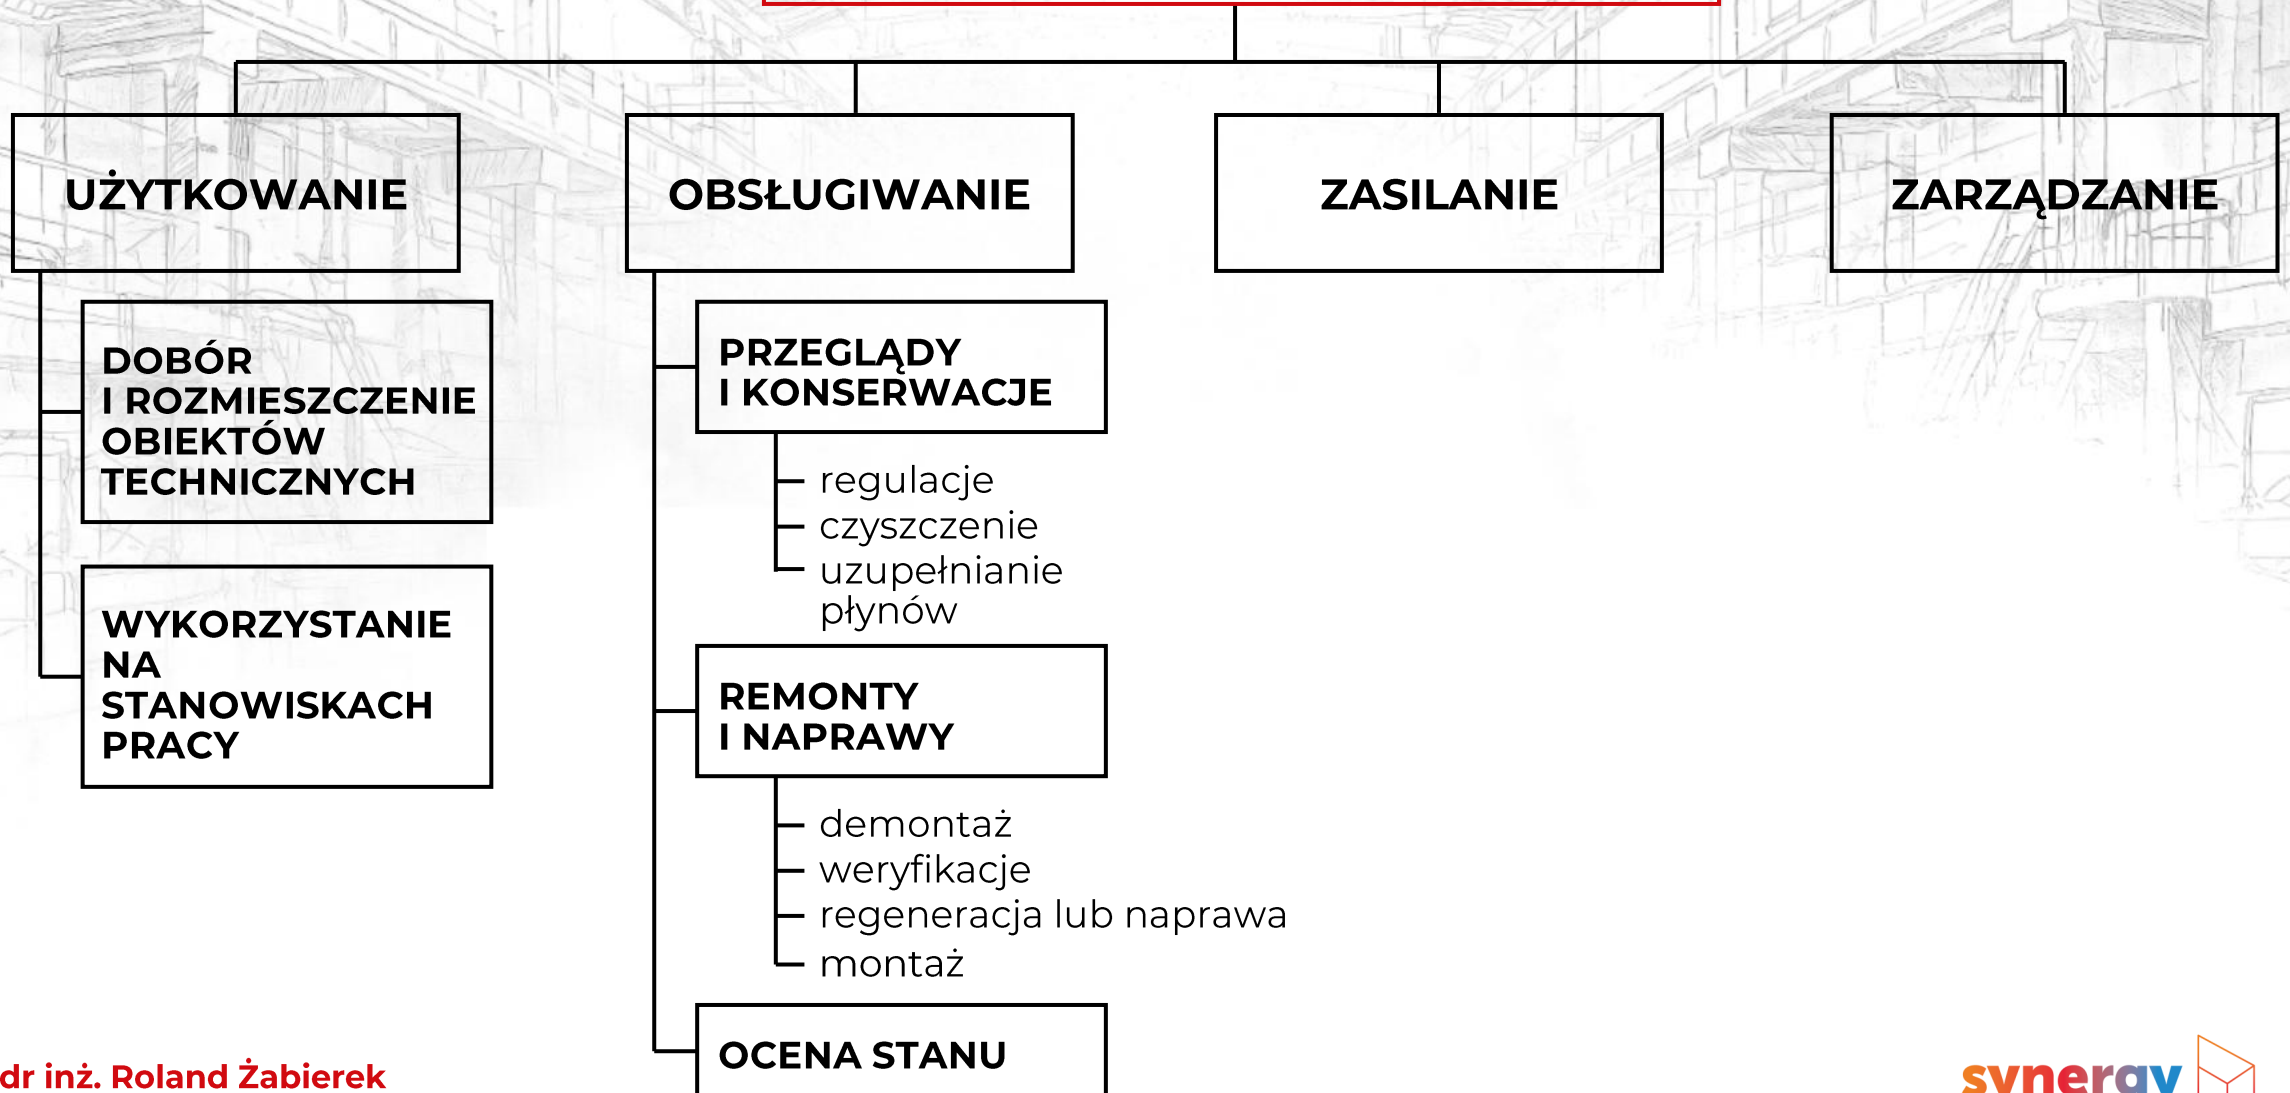 UŻYTKOWANIE
OBSŁUGIWANIE
ZASILANIE
ZARZĄDZANIE
DOBÓR
I ROZMIESZCZENIE
OBIEKTÓW
TECHNICZNYCH
WYKORZYSTANIE
NA
STANOWISKACH
PRACY
PRZEGLĄDY
I KONSERWACJE
regulacje
czyszczenie
uzupełnianie
płynów
REMONTY
I NAPRAWY
demontaż
weryfikacje
regeneracja lub naprawa
montaż
OCENA STANU
dr inż. Roland Żabierek
synergy